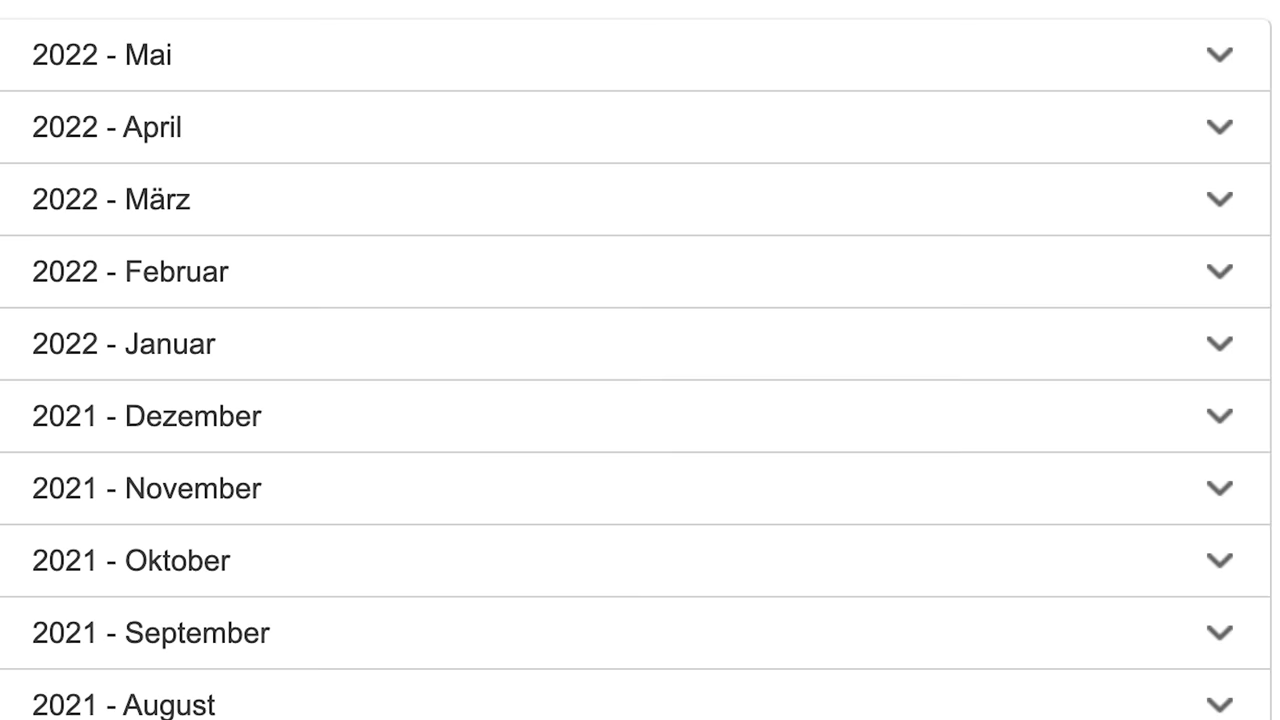 2022 - Mai
2022 - April
2022 - März
2022 - Februar
2022 - Januar
2021 - Dezember
2021 - November
2021 - Oktober
2021 - September
2021 - August